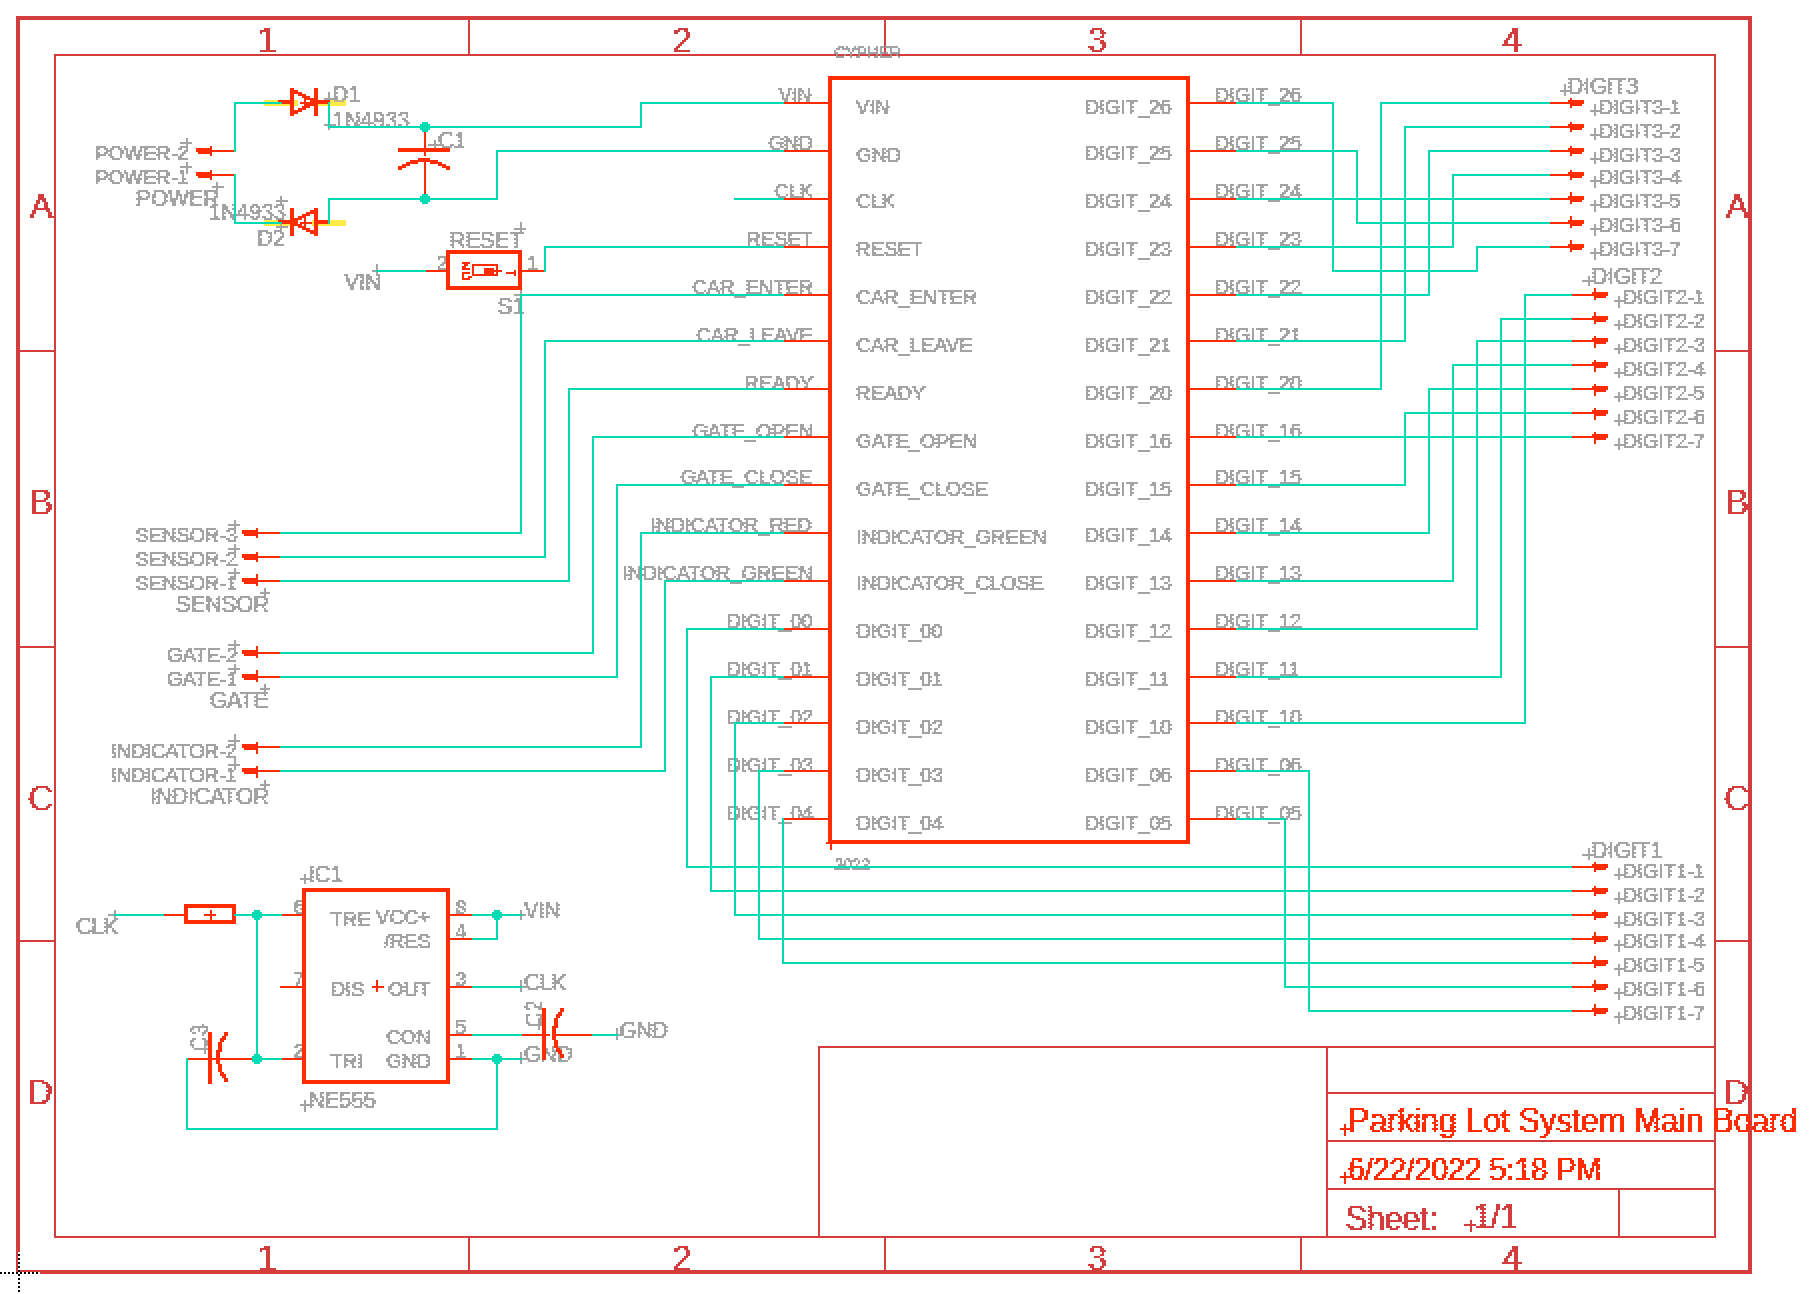 1 2 3 4
CYPHER
D1
1N4933
C1
POWER-2
POWER-1
POWER
1N4933
D2
RESET
2 1
VIN
S1
VIN
GND
CLK
RESET
CAR_ENTER
CAR_LEAVE
READY
GATE_OPEN
GATE_CLOSE
INDICATOR_RED
INDICATOR_GREEN
DIGIT_00
DIGIT_01
DIGIT_02
DIGIT_03
DIGIT_04
VIN
GND
CLK
RESET
CAR_ENTER
CAR_LEAVE
READY
GATE_OPEN
GATE_CLOSE
INDICATOR_GREEN
INDICATOR_CLOSE
DIGIT_00
DIGIT_01
DIGIT_02
DIGIT_03
DIGIT_04
DIGIT_26
DIGIT_25
DIGIT_24
DIGIT_23
DIGIT_22
DIGIT_21
DIGIT_20
DIGIT_16
DIGIT_15
DIGIT_14
DIGIT_13
DIGIT_12
DIGIT_11
DIGIT_10
DIGIT_06
DIGIT_05
DIGIT_26
DIGIT_25
DIGIT_24
DIGIT_23
DIGIT_22
DIGIT_21
DIGIT_20
DIGIT_16
DIGIT_15
DIGIT_14
DIGIT_13
DIGIT_12
DIGIT_11
DIGIT_10
DIGIT_06
DIGIT_05
DIGIT3
DIGIT3-1
DIGIT3-2
DIGIT3-3
DIGIT3-4
DIGIT3-5
DIGIT3-6
DIGIT3-7
DIGIT2
DIGIT2-1
DIGIT2-2
DIGIT2-3
DIGIT2-4
DIGIT2-5
DIGIT2-6
DIGIT2-7
A A
B B
SENSOR-3
SENSOR-2
SENSOR-1
SENSOR
GATE-2
GATE-1
GATE
INDICATOR-2
INDICATOR-1
INDICATOR
C C
DIGIT1
DIGIT1-1
DIGIT1-2
DIGIT1-3
DIGIT1-4
DIGIT1-5
DIGIT1-6
DIGIT1-7
IC1
CLK
6 TRE VCC+ 8 VIN
/RES 4
7 DIS OUT 3 CLK
C2
CON 5 GND
C3
2 TRI GND 1 GND
NE555
D D
Parking Lot System Main Board
6/22/2022 5:18 PM
Sheet: 1/1
1 2 3 4